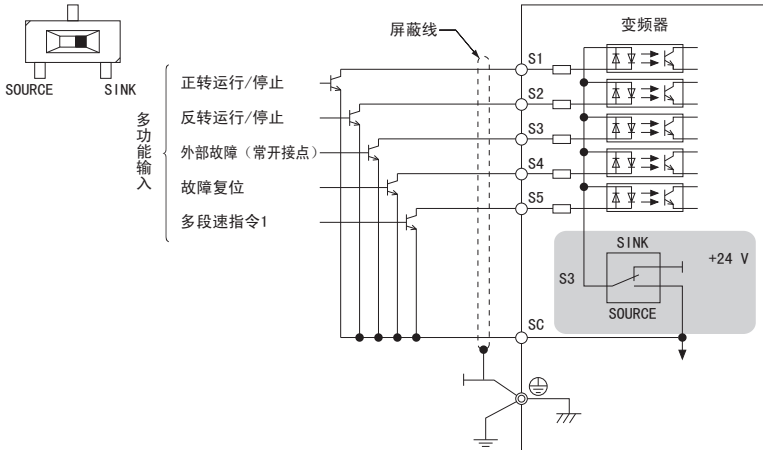 SOURCE
SINK
多功能输入
正转运行/停止
反转运行/停止
外部故障（常开接点）
故障复位
多段速指令1
屏蔽线
变频器
S1
S2
S3
S4
S5
SINK
+24 V
S3
SOURCE
SC